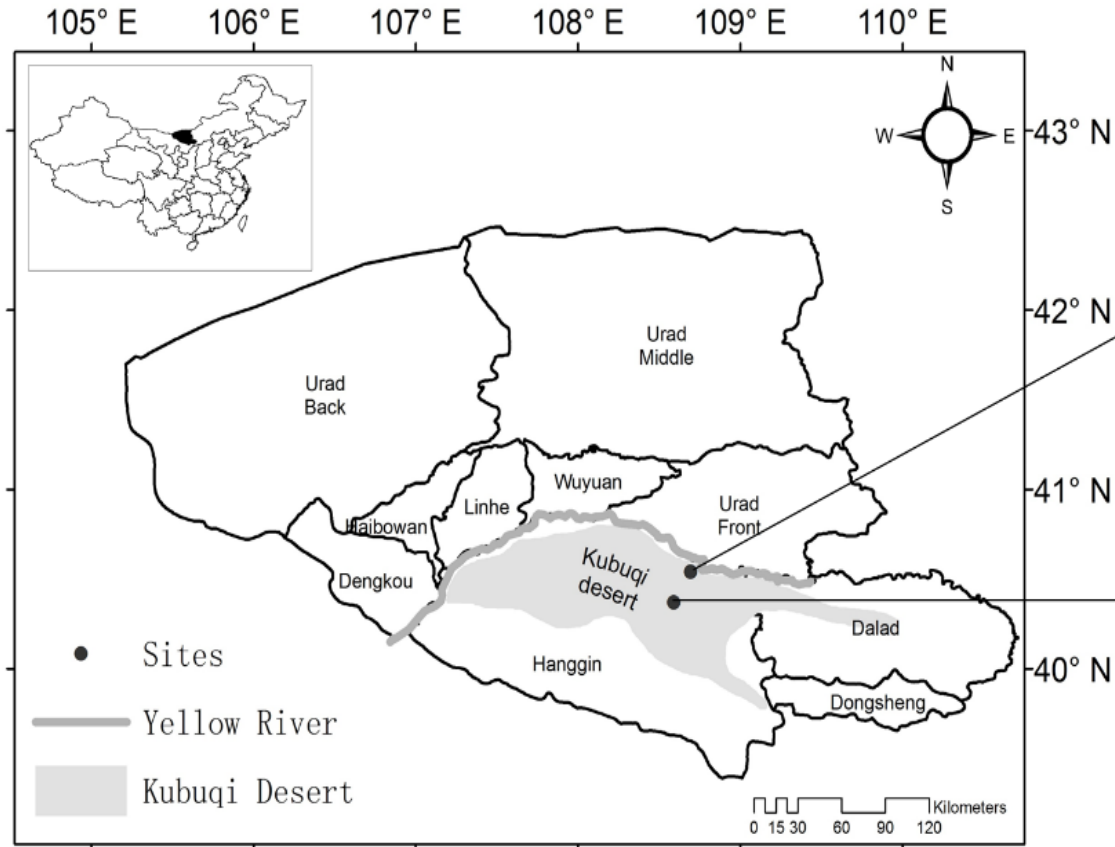 105° E 106° E 107° E 108° E 109° E 110° E
N
W E
S
43° N
42° N
41° N
40° N
Urad
Middle
Urad
Back
Wuyuan
Linhe
Urad
Front
Haibowan
Dengkou
Kubuqi
desert
Dalad
Hanggin
Dongsheng
Sites
Yellow River
Kubuqi Desert
Kilometers
0 15 30 60 90 120